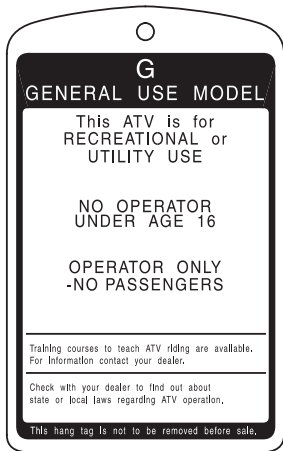 G
GENERAL USE MODEL
This ATV is for
RECREATIONAL or
UTILITY USE
NO OPERATOR
UNDER AGE 16
OPERATOR ONLY
-NO PASSENGERS
Training courses to teach ATV riding are available.
For information contact your dealer.
Check with your dealer to find out about
state or local laws regarding ATV operation.
This hang tag is not to be removed before sale.